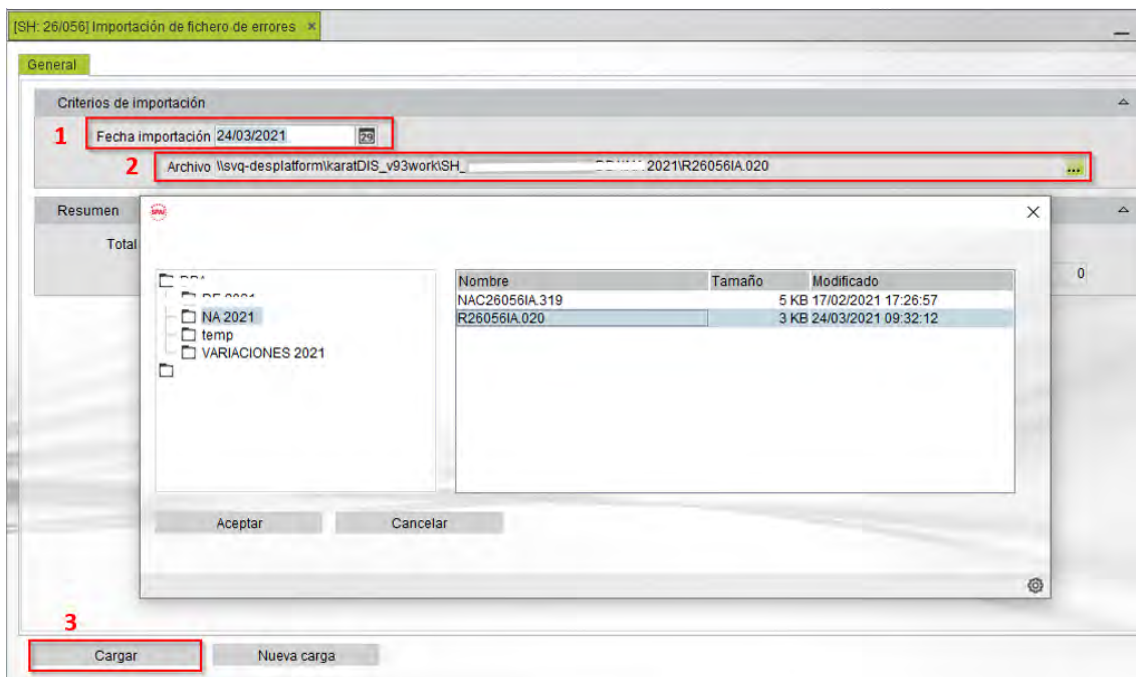 [SH: 26/056] Importación de fichero de errores ×
General
Criterios de importación
1 Fecha importación 24/03/2021 29
2 Archivo \\svq-desplatform\karatDIS_v93work\SH_ 2021\R26056IA.020 ...
Resumen
Total
0
Nombre Tamaño Modificado
NAC26056IA.319 5 KB 17/02/2021 17:26:57
R26056IA.020 3 KB 24/03/2021 09:32:12
NA 2021
temp
VARIACIONES 2021
Aceptar Cancelar
3
Cargar Nueva carga